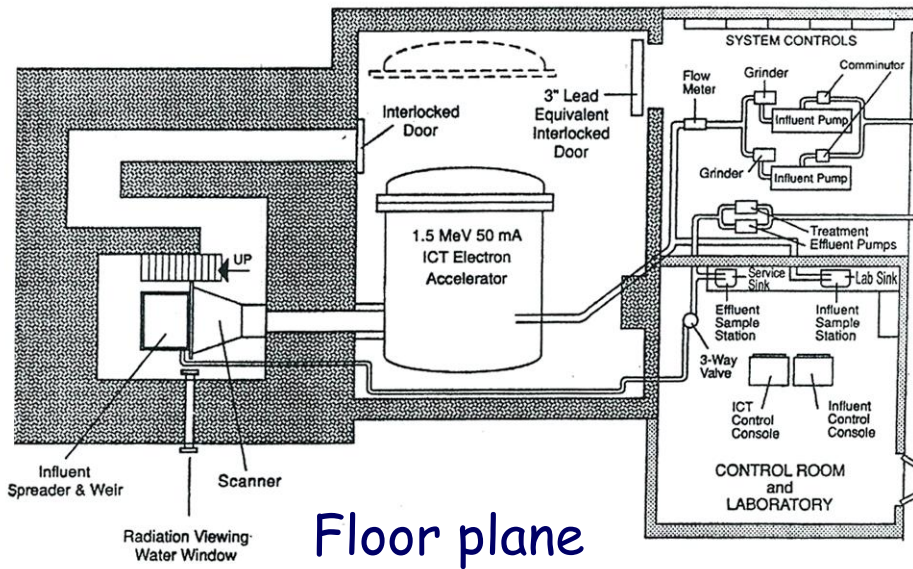 SYSTEM CONTROLS
Flow
Meter
Grinder
Comminutor
Influent Pump
Grinder
Influent Pump
Interlocked
Door
3" Lead
Equivalent
Interlocked
Door
1.5 MeV 50 mA
ICT Electron
Accelerator
Treatment
Effluent Pumps
UP
Service
Sink
Lab Sink
Effluent
Sample
Station
Influent
Sample
Station
3-Way
Valve
ICT
Control
Console
Influent
Control
Console
Influent
Spreader & Weir
Scanner
CONTROL ROOM
and
LABORATORY
Radiation Viewing-
Water Window
Floor plane